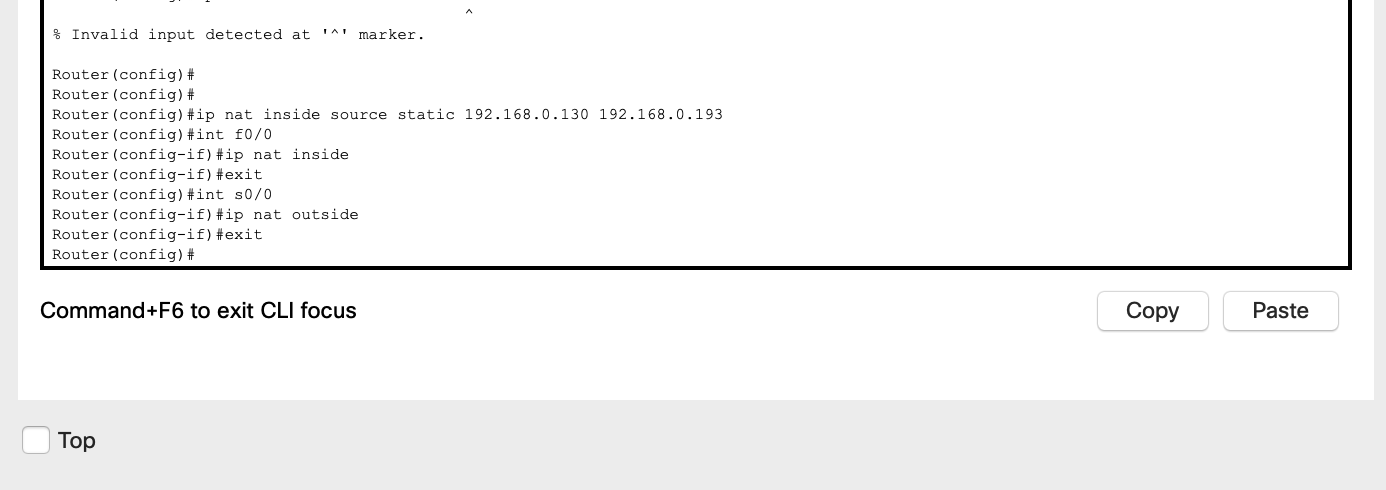 ^
% Invalid input detected at '^' marker.
Router(config)#
Router(config)#
Router(config)#ip nat inside source static 192.168.0.130 192.168.0.193
Router(config)#int f0/0
Router(config-if)#ip nat inside
Router(config-if)#exit
Router(config)#int s0/0
Router(config-if)#ip nat outside
Router(config-if)#exit
Router(config)#
Command+F6 to exit CLI focus
Copy
Paste
Top